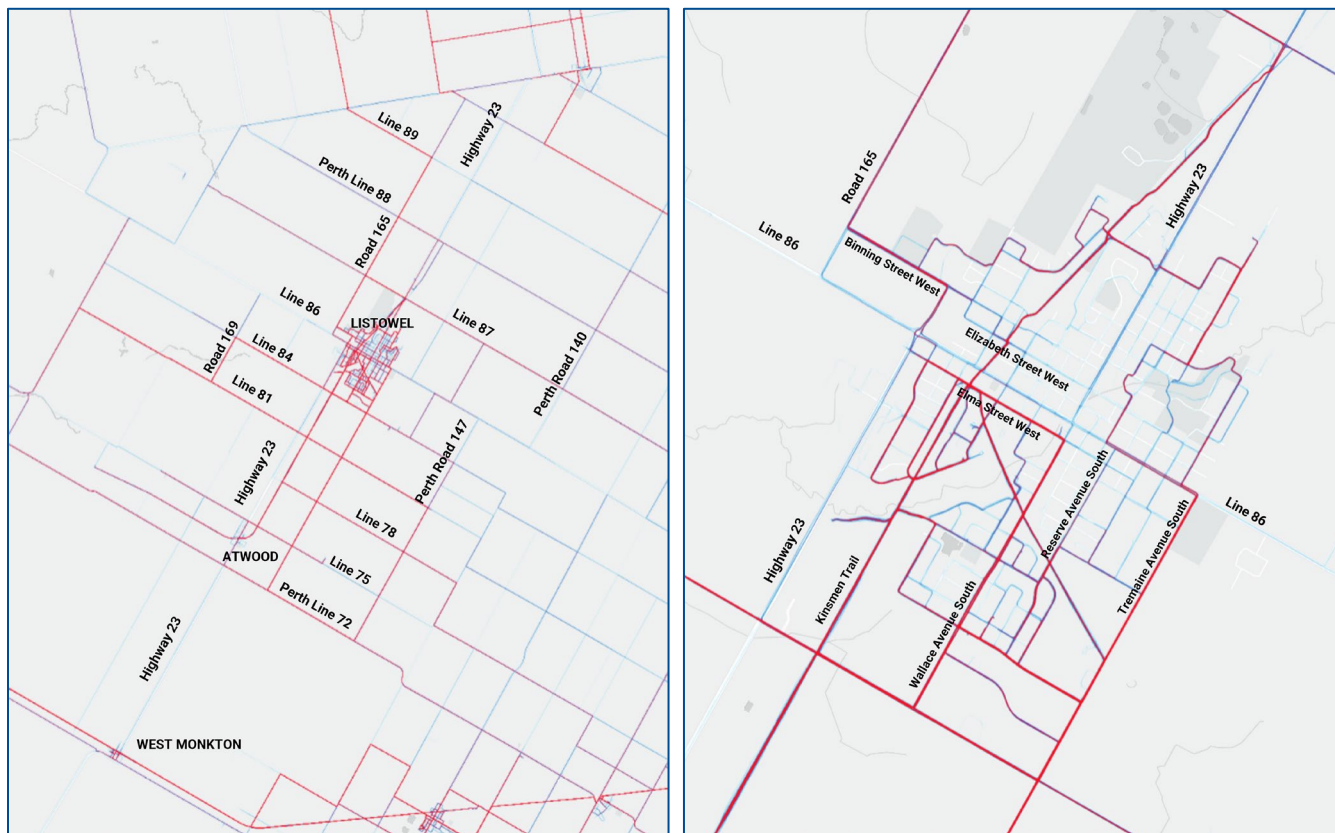 Line 89
Highway 23
Perth Line 88
Road 165
Line 86
LISTOWEL
Line 87
Road 169
Line 84
Perth Road 140
Line 81
Perth Road 147
Highway 23
Line 78
ATWOOD
Line 75
Perth Line 72
Highway 23
WEST MONKTON
Road 165
Highway 23
Line 86
Binning Street West
Elizabeth Street West
Elma Street West
Reserve Avenue South
Line 86
Highway 23
Tremaine Avenue South
Kinsmen Trail
Wallace Avenue South